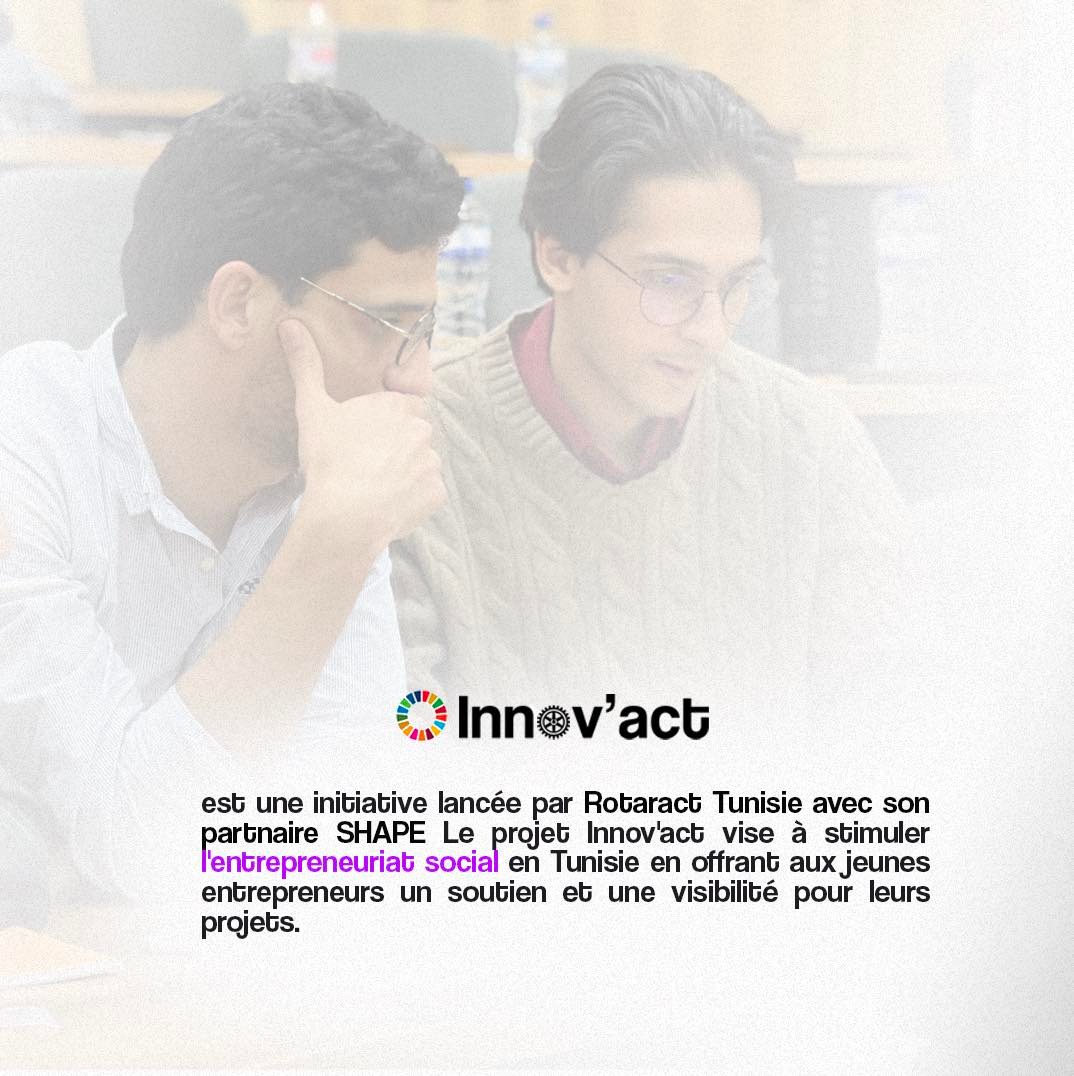 Innov'act
est une initiative lancée par Rotaract Tunisie avec son
partnaire SHAPE Le projet Innov'act vise à stimuler
l'entrepreneuriat social en Tunisie en offrant aux jeunes
entrepreneurs un soutien et une visibilité pour leurs
projets.